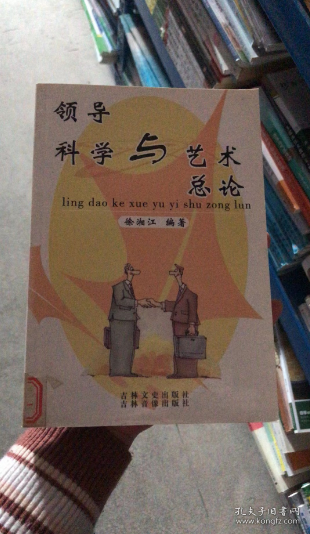 领导
科学与艺术
总论
ling dao ke xue yu yi shu zong lun
徐湘江 编著
吉林文史出版社
吉林音像出版社
孔夫子旧书网
www.kongfz.com